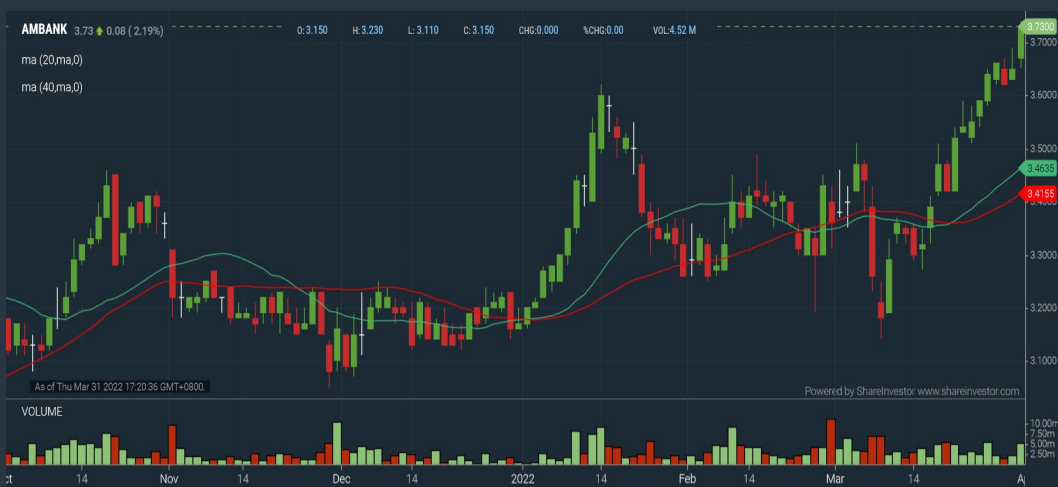 AMBANK 3.73 0.08 ( 2.19%) O: 3.150 H: 3.230 L: 3.110 C: 3.150 CHG:0.000 %CHG:0.00 VOL:4.52 M
3.7300
3.7000
ma (20,ma,0)
ma (40,ma,0)
3.6000
3.5000
3.4635
3.4155
3.4000
3.3000
3.2000
3.1000
As of Thu Mar 31 2022 17:20:36 GMT+0800.
Powered by ShareInvestor www.shareinvestor.com
VOLUME
10.00m
7.50m
5.00m
2.50m
ct 14 Nov 14 Dec 14 2022 14 Feb 14 Mar 14